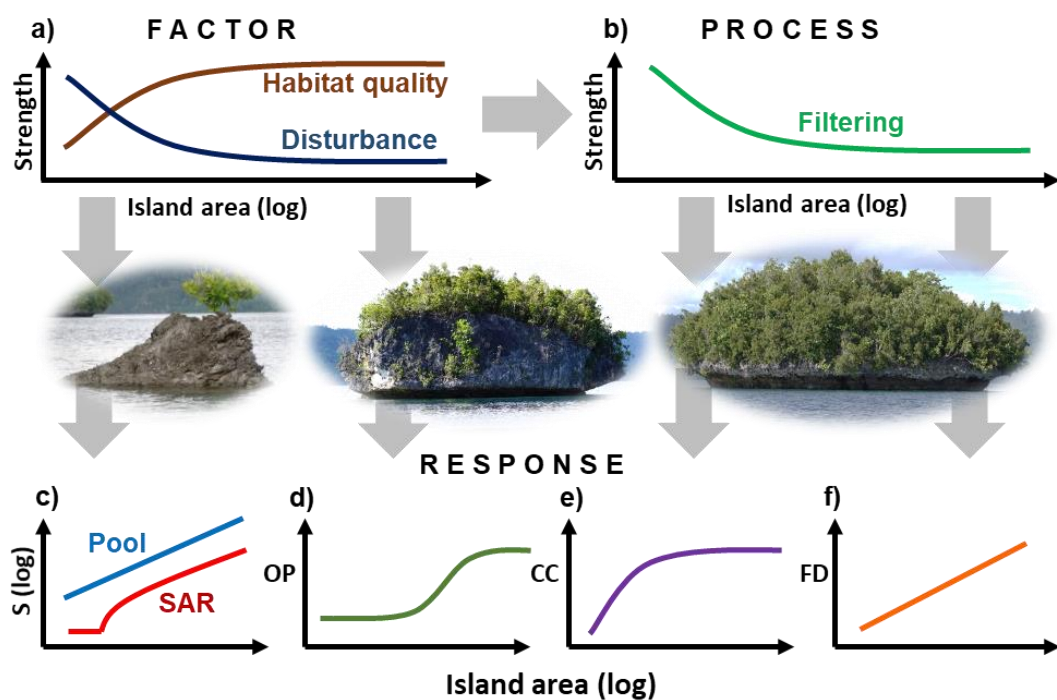 a) F A C T O R
Strength
Habitat quality
Disturbance
Island area (log)
b) P R O C E S S
Strength
Filtering
Island area (log)
R E S P O N S E
c)
S (log)
Pool
SAR
d)
OP
e)
CC
f)
FD
Island area (log)